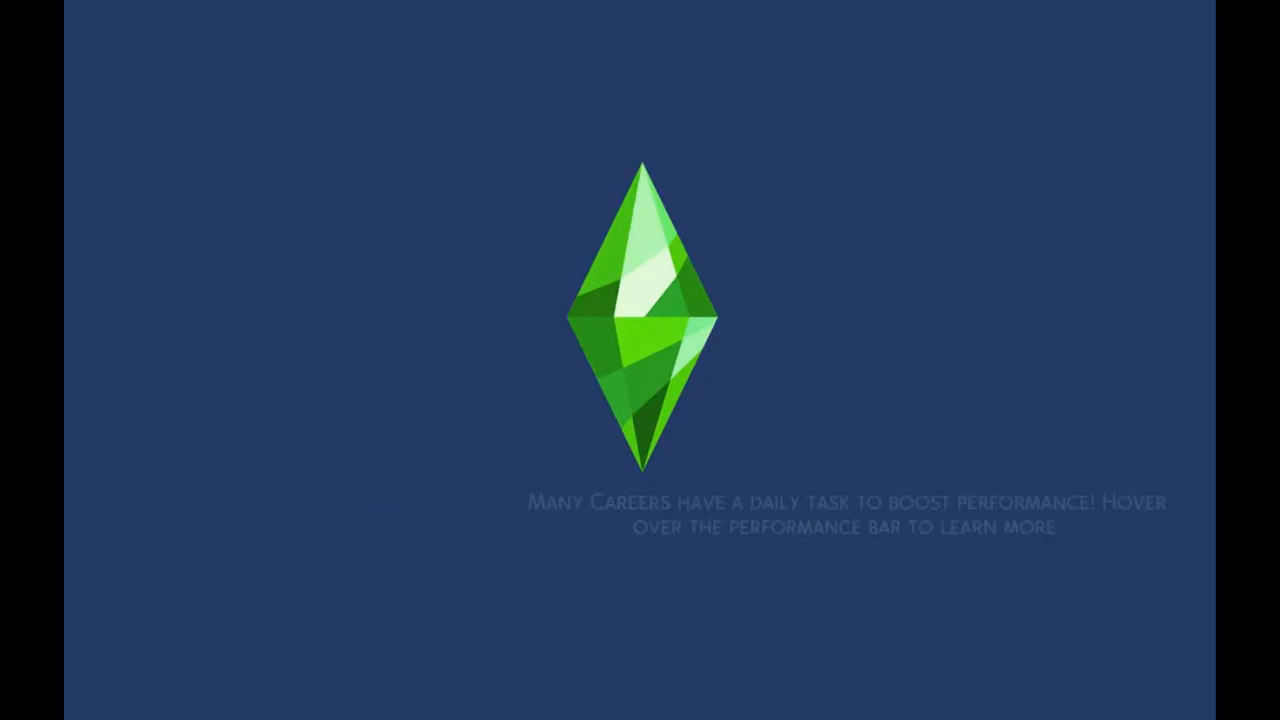 Many Careers have a daily task to boost performance! Hover
over the performance bar to learn more.